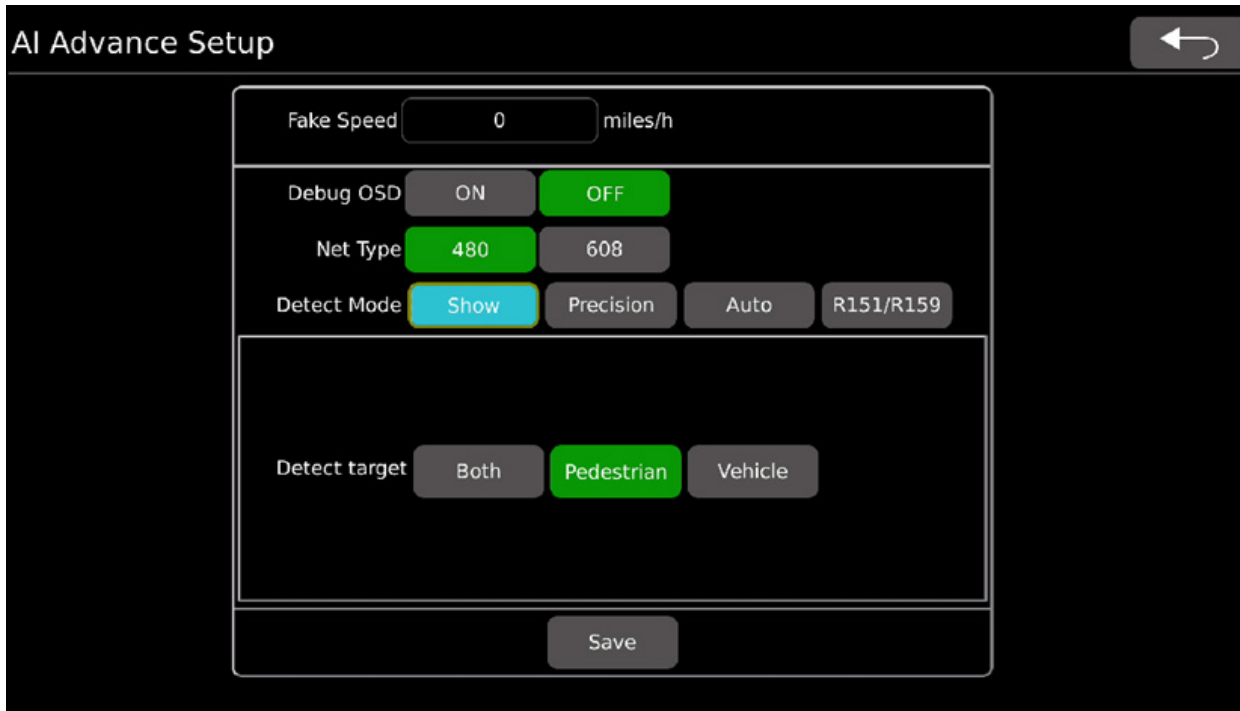 AI Advance Setup
Fake Speed 0 miles/h
Debug OSD ON OFF
Net Type 480 608
Detect Mode Show Precision Auto R151/R159
Detect target Both Pedestrian Vehicle
Save